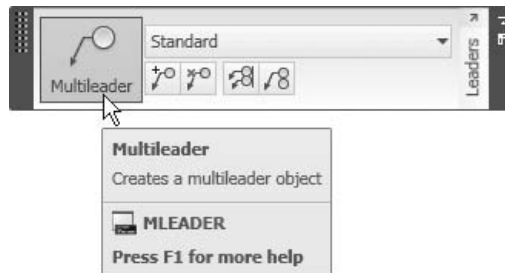 Standard
Multileader
Leaders
Multileader
Creates a multileader object
MLEADER
Press F1 for more help